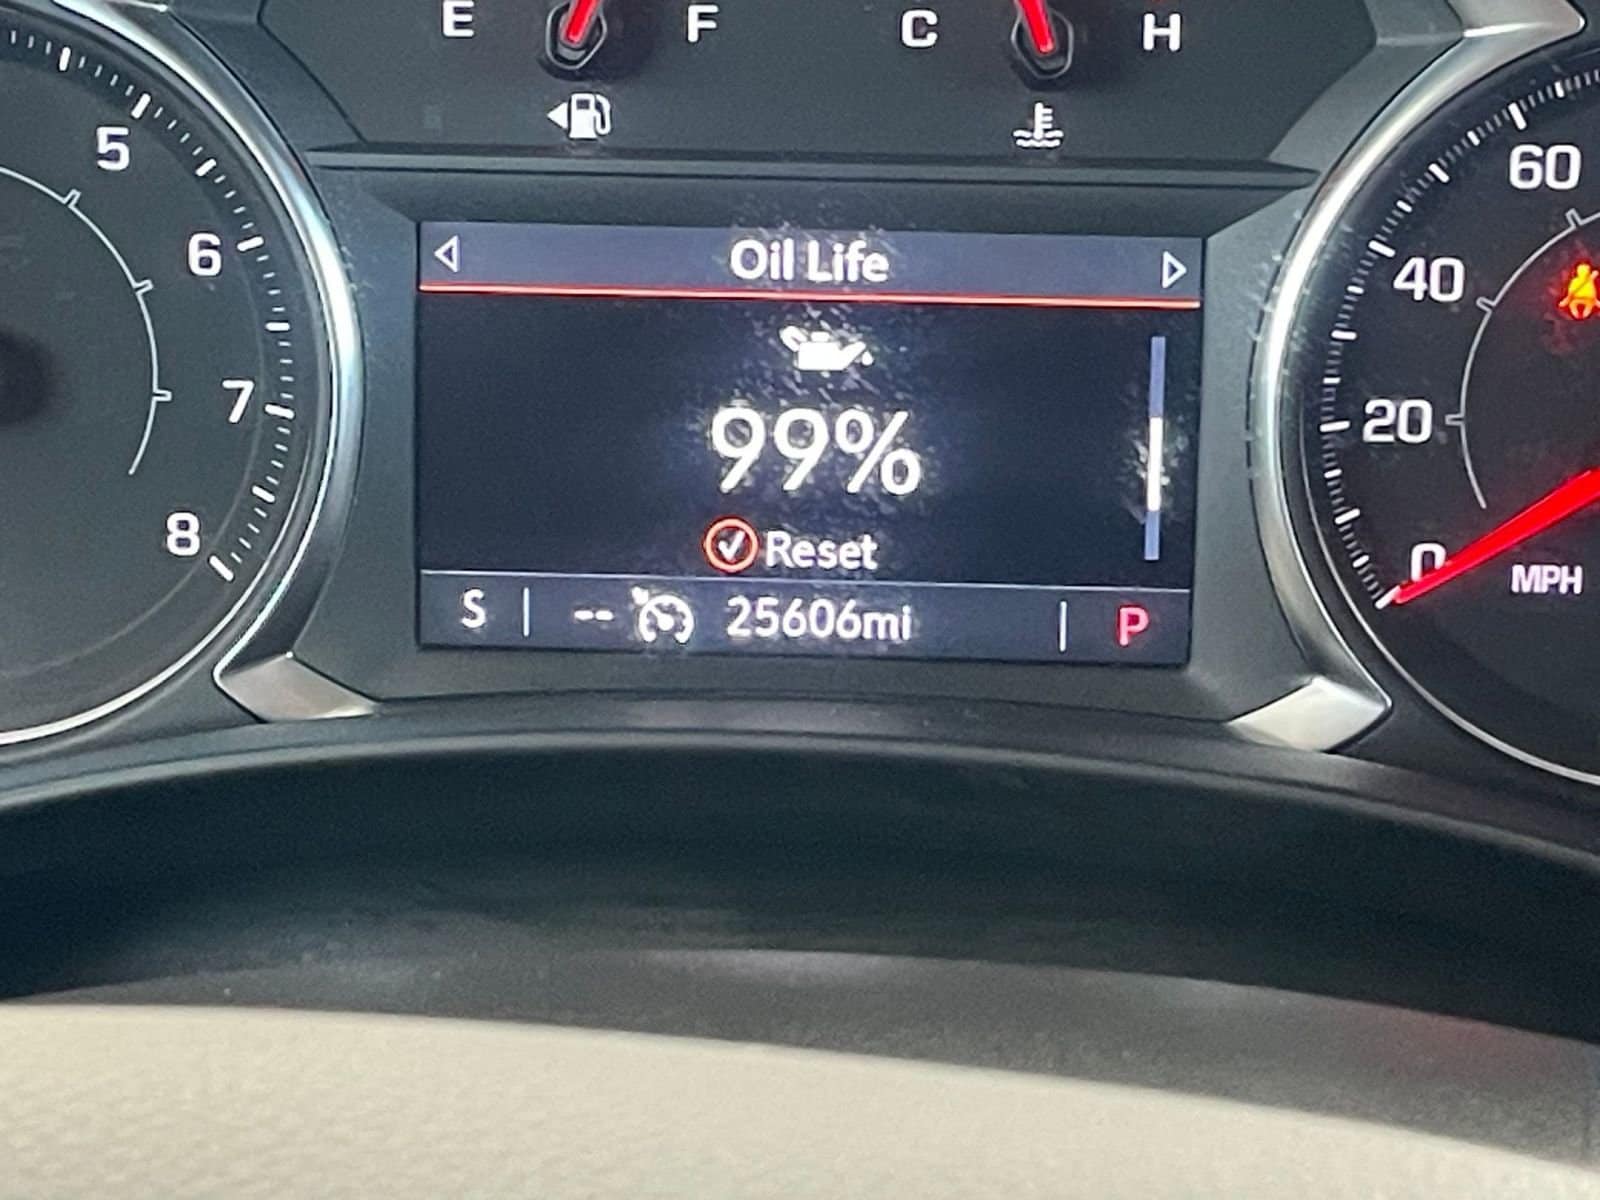 E F C H
5
6
7
8
Oil Life
99%
Reset
S -- 25606mi P
60
40
20
0
MPH